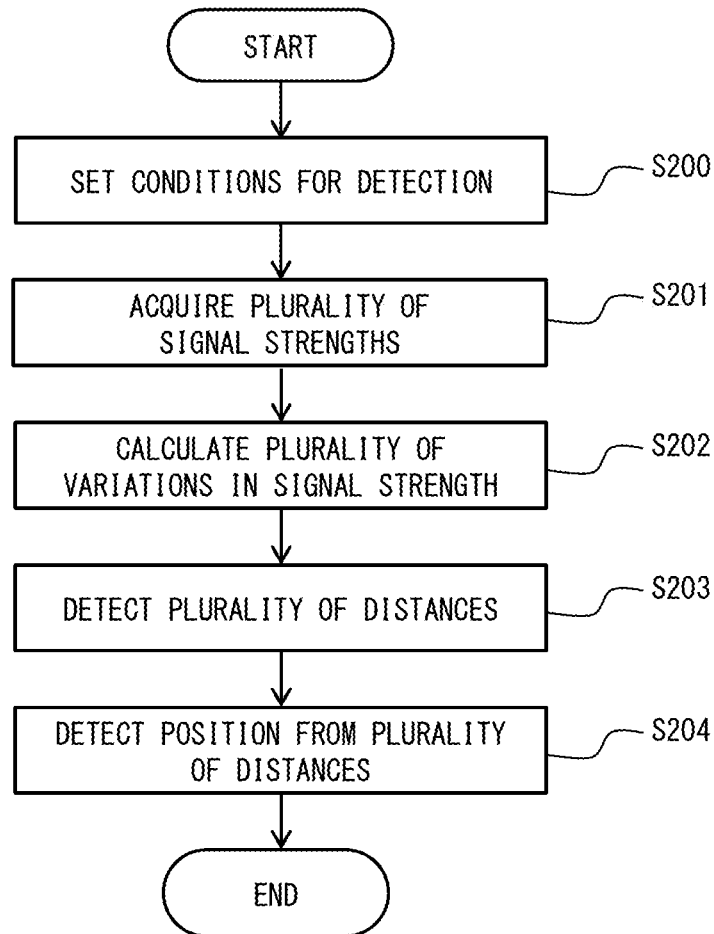 START
SET CONDITIONS FOR DETECTION
S200
ACQUIRE PLURALITY OF
SIGNAL STRENGTHS
S201
CALCULATE PLURALITY OF
VARIATIONS IN SIGNAL STRENGTH
S202
DETECT PLURALITY OF DISTANCES
S203
DETECT POSITION FROM PLURALITY
OF DISTANCES
S204
END